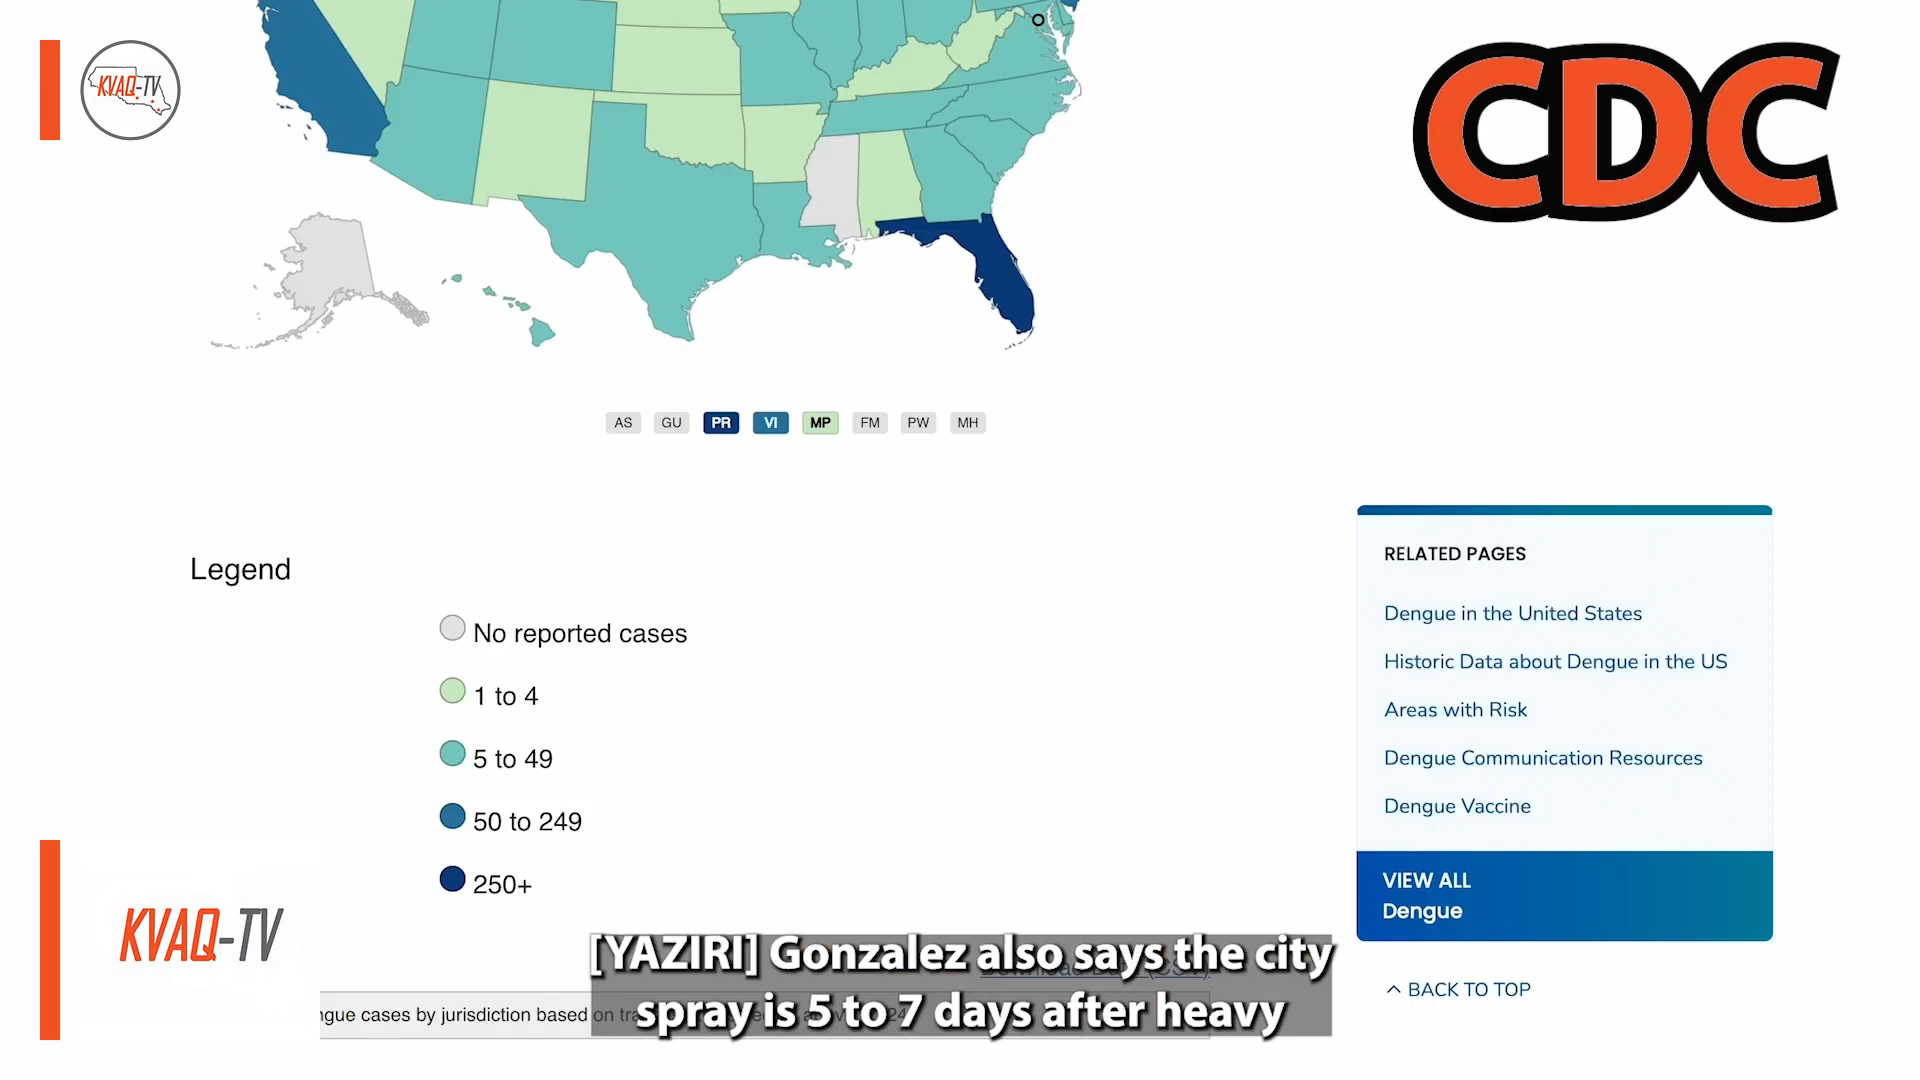 KVAQ-TV
CDC
AS GU PR VI MP FM PW MH
Legend
No reported cases
1 to 4
5 to 49
50 to 249
250+
RELATED PAGES
Dengue in the United States
Historic Data about Dengue in the US
Areas with Risk
Dengue Communication Resources
Dengue Vaccine
VIEW ALL
Dengue
BACK TO TOP
KVAQ-TV
[YAZIRI] Gonzalez also says the city
spray is 5 to 7 days after heavy
cases by jurisdiction based on